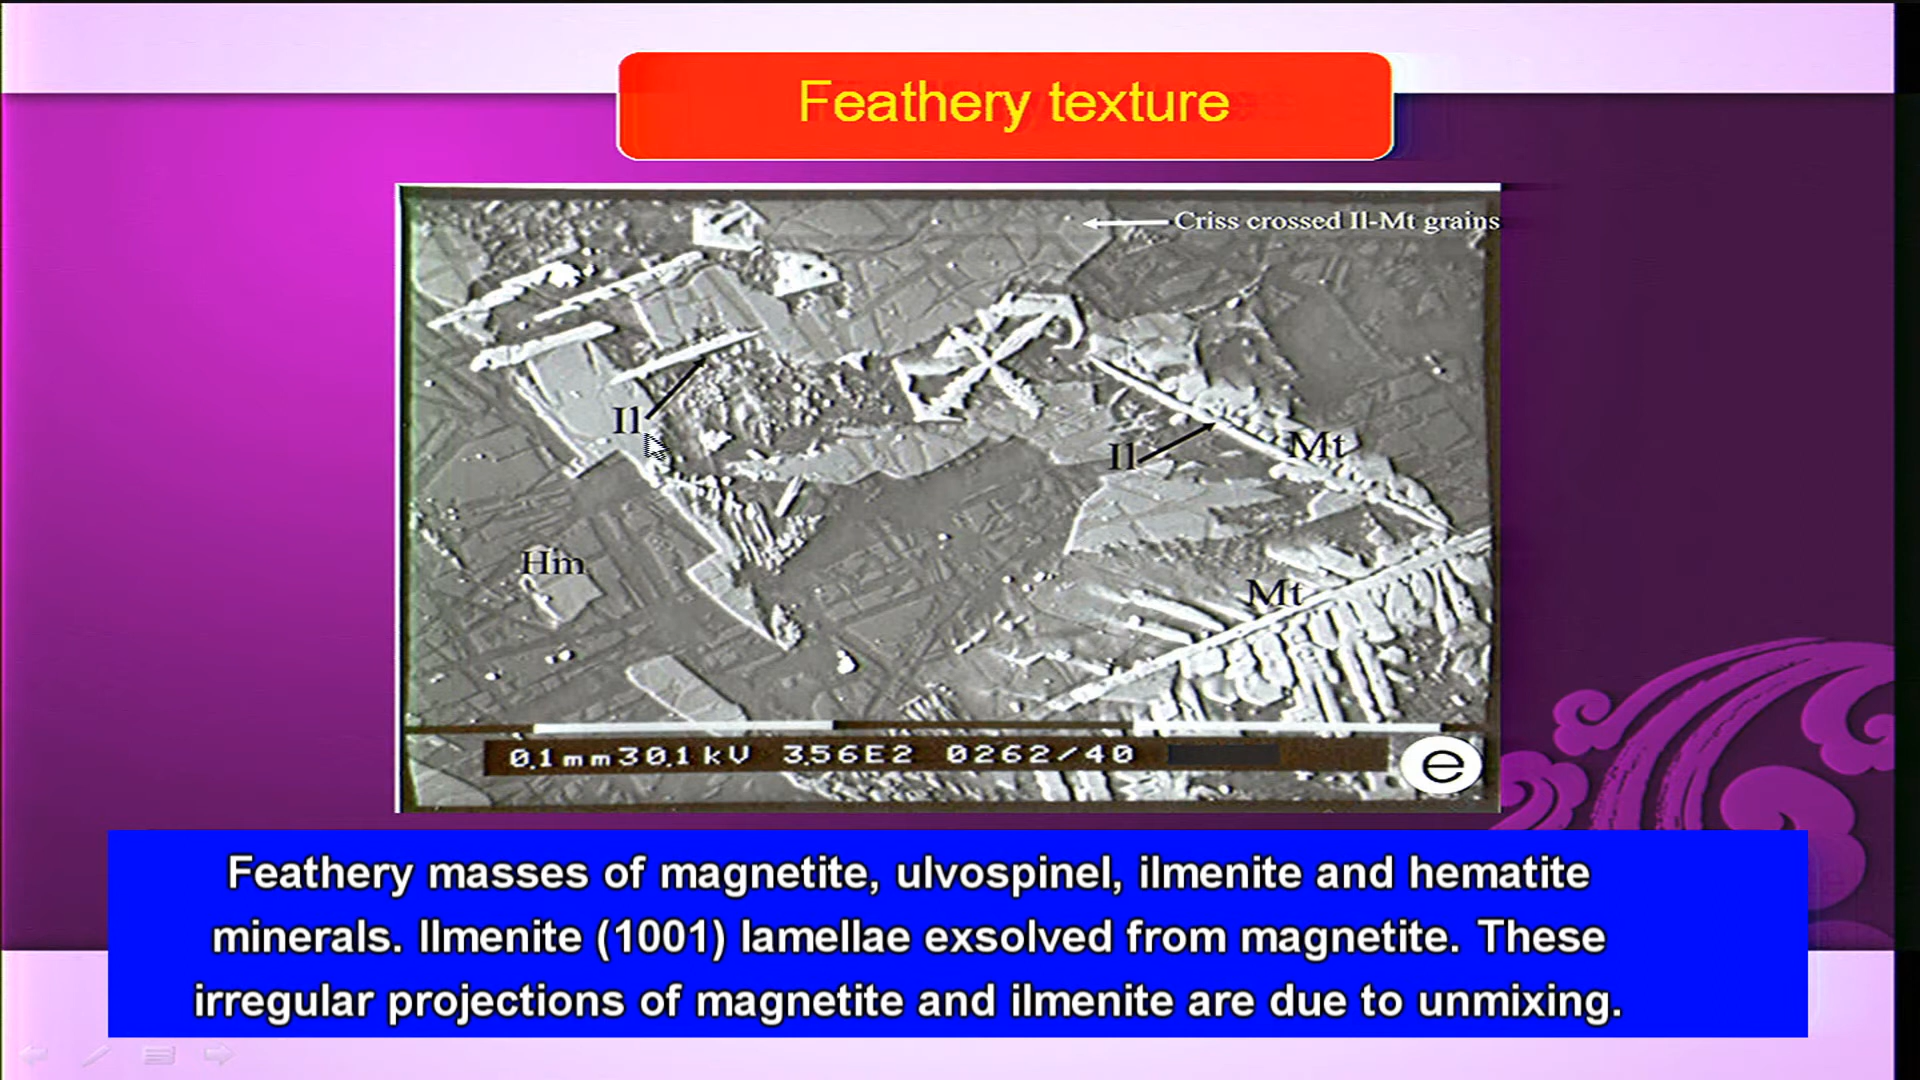 Feathery texture
Criss crossed Il-Mt grains
Il
Il
Mt
Hm
Mt
0.1mm30.1kV 3.56E2 0262/40
e
Feathery masses of magnetite, ulvospinel, ilmenite and hematite
minerals. Ilmenite (1001) lamellae exsolved from magnetite. These
irregular projections of magnetite and ilmenite are due to unmixing.